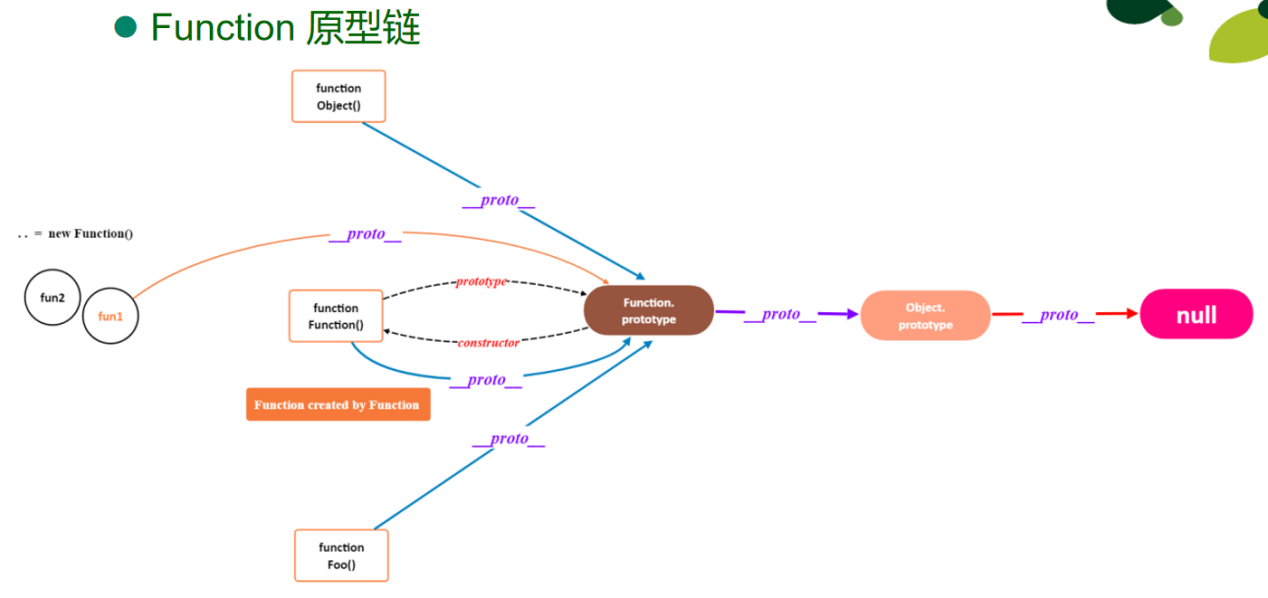 Function 原型链
function
Object()
__proto__
. . = new Function()
__proto__
fun2
fun1
function
Function()
prototype
constructor
Function.
prototype
__proto__
Object.
prototype
__proto__
null
__proto__
Function created by Function
__proto__
function
Foo()